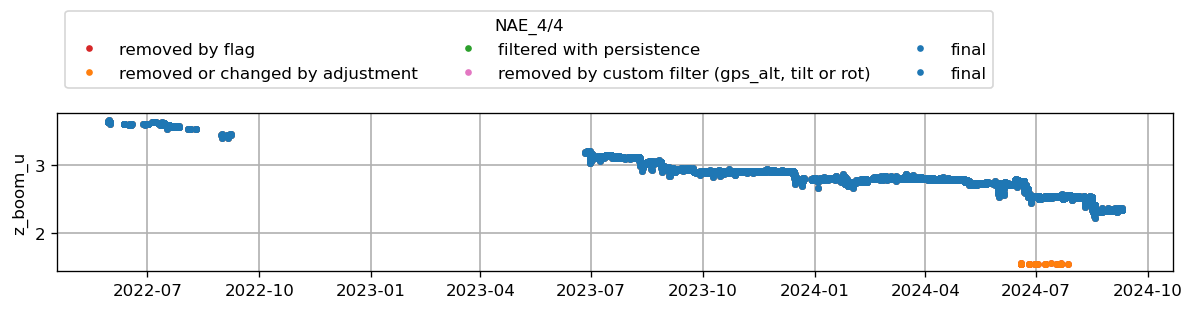 NAE_4/4
removed by flag
filtered with persistence
final
removed or changed by adjustment
removed by custom filter (gps_alt, tilt or rot)
final
z_boom_u
3
2
2022-07
2022-10
2023-01
2023-04
2023-07
2023-10
2024-01
2024-04
2024-07
2024-10